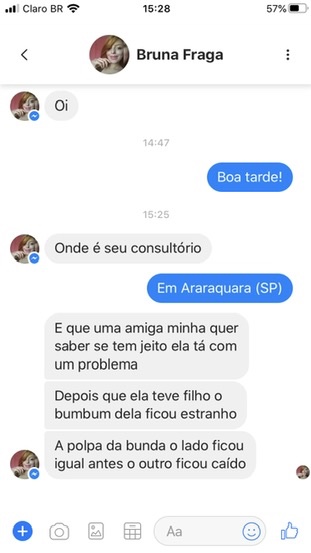 Claro BR 15:28 57%
Bruna Fraga
Oi
14:47
Boa tarde!
15:25
Onde é seu consultório
Em Araraquara (SP)
E que uma amiga minha quer
saber se tem jeito ela tá com
um problema
Depois que ela teve filho o
bumbum dela ficou estranho
A polpa da bunda o lado ficou
igual antes o outro ficou caído
Aa